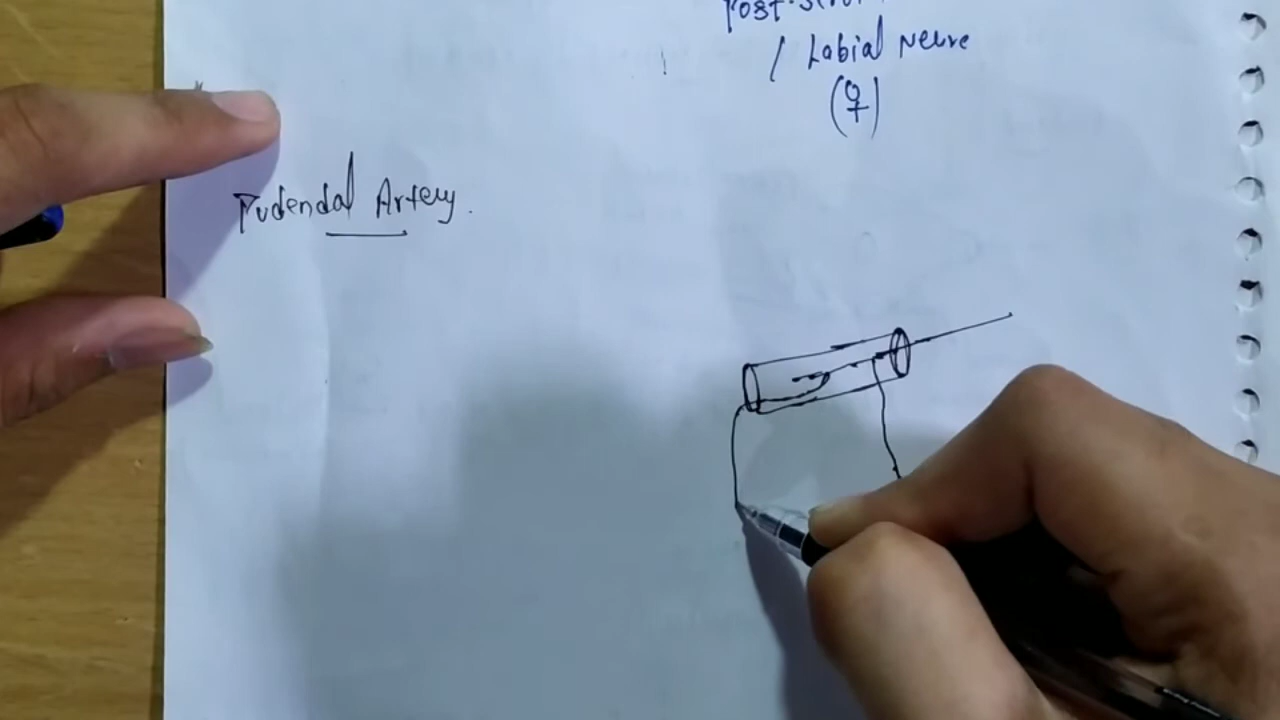 / Labial Nerve
(♀)
Pudendal Artery.